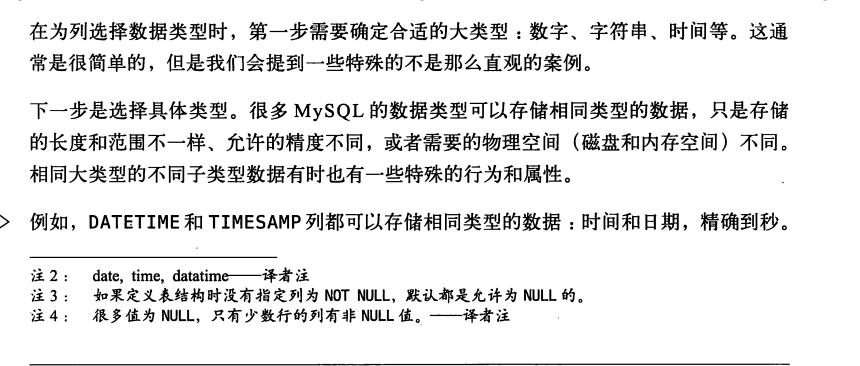 在为列选择数据类型时，第一步需要确定合适的大类型：数字、字符串、时间等。这通
常是很简单的，但是我们会提到一些特殊的不是那么直观的案例。
下一步是选择具体类型。很多 MySQL 的数据类型可以存储相同类型的数据，只是存储
的长度和范围不一样、允许的精度不同，或者需要的物理空间（磁盘和内存空间）不同。
相同大类型的不同子类型数据有时也有一些特殊的行为和属性。
> 例如，DATETIME 和 TIMESAMP 列都可以存储相同类型的数据：时间和日期，精确到秒。
注 2： date, time, datatime——译者注
注 3： 如果定义表结构时没有指定列为 NOT NULL，默认都是允许为 NULL 的。
注 4： 很多值为 NULL，只有少数行的列有非 NULL 值。——译者注